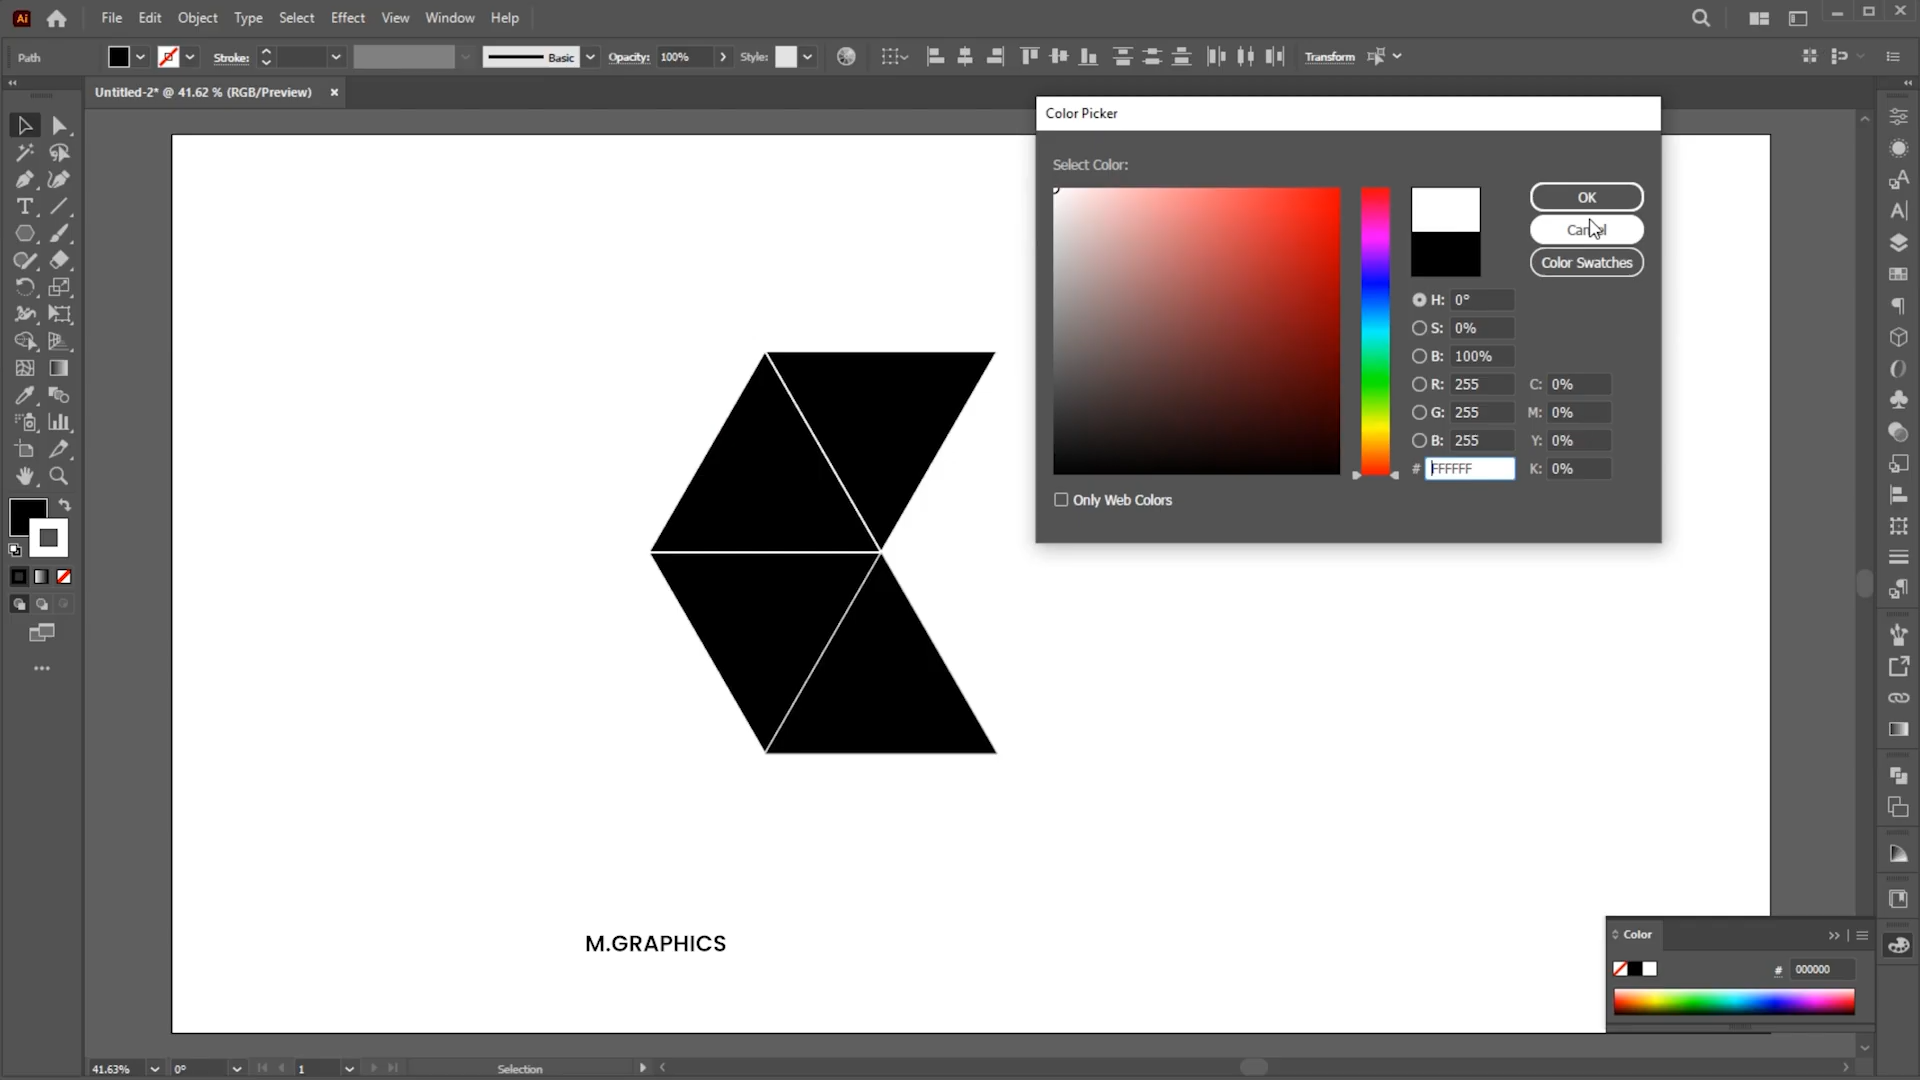 Ai File Edit Object Type Select Effect View Window Help
Path Stroke: Basic Opacity: 100% Style: Transform
Untitled-2* @ 41.62 % (RGB/Preview) ×
Color Picker
Select Color:
OK
Color Swatches
H: 0°
S: 0%
B: 100%
R: 255 C: 0%
G: 255 M: 0%
B: 255 Y: 0%
# FFFFFF K: 0%
Only Web Colors
M.GRAPHICS
Color
# 000000
41.63% 0° 1 Selection